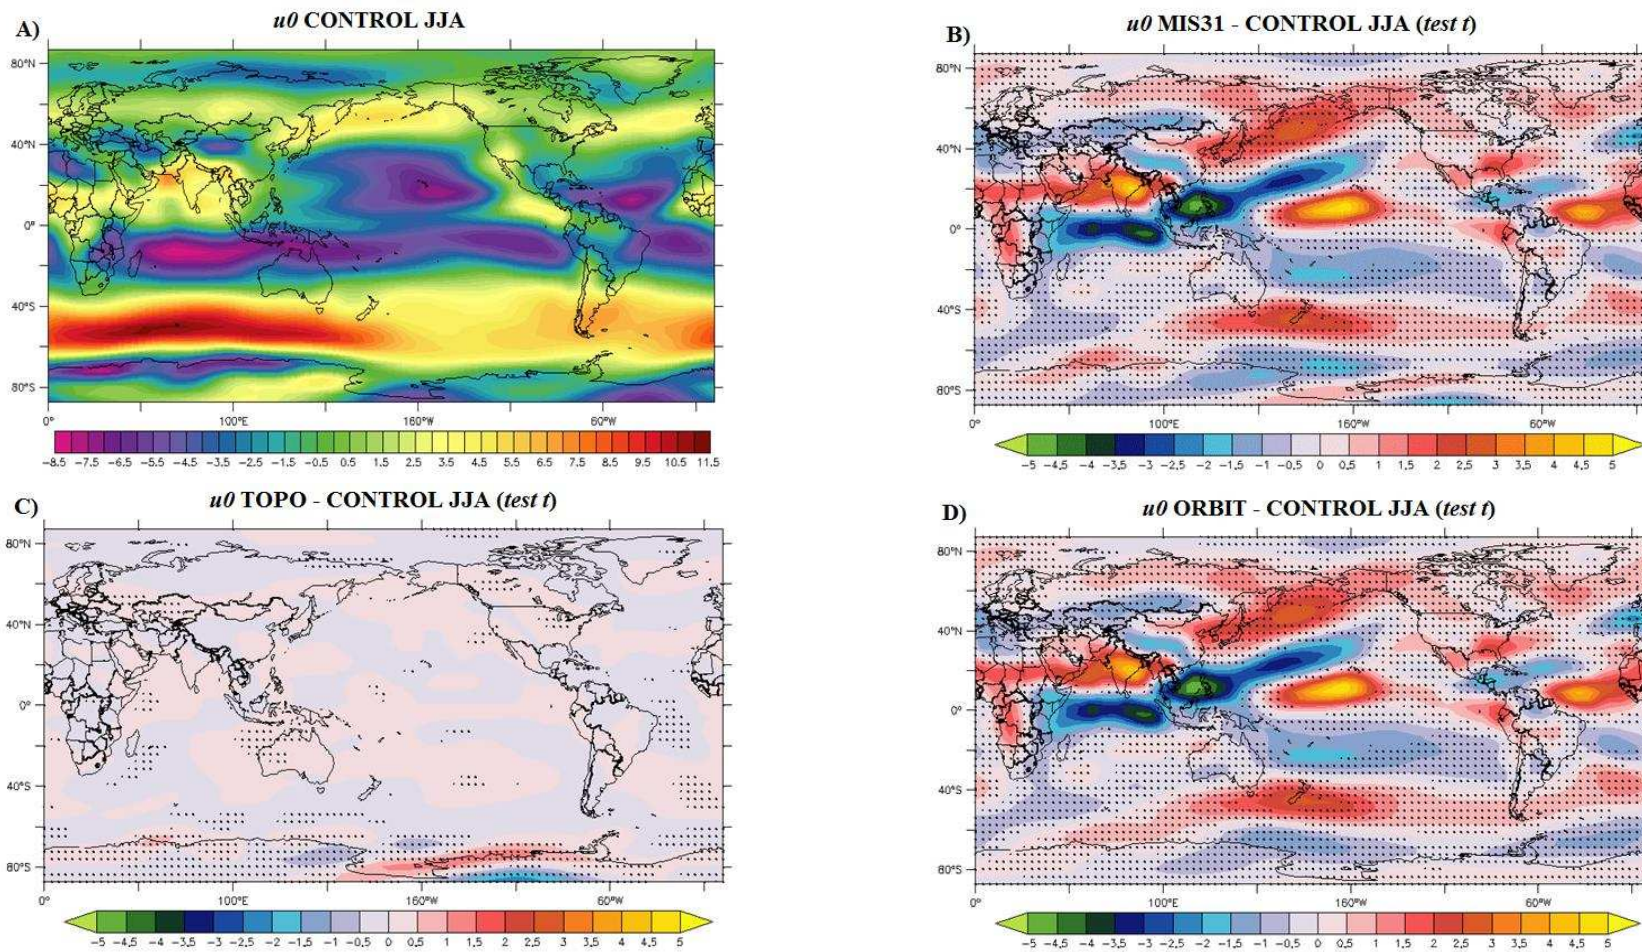 A)
u0 CONTROL JJA
80°N
40°N
0°
40°S
80°S
0° 100°E 160°W 60°W
-8.5 -7.5 -6.5 -5.5 -4.5 -3.5 -2.5 -1.5 -0.5 0.5 1.5 2.5 3.5 4.5 5.5 6.5 7.5 8.5 9.5 10.5 11.5
B)
u0 MIS31 - CONTROL JJA (test t)
80°N
40°N
0°
40°S
80°S
0° 100°E 160°W 60°W
-5 -4,5 -4 -3,5 -3 -2,5 -2 -1,5 -1 -0,5 0 0,5 1 1,5 2 2,5 3 3,5 4 4,5 5
C)
u0 TOPO - CONTROL JJA (test t)
80°N
40°N
0°
40°S
80°S
0° 100°E 160°W 60°W
-5 -4,5 -4 -3,5 -3 -2,5 -2 -1,5 -1 -0,5 0 0,5 1 1,5 2 2,5 3 3,5 4 4,5 5
D)
u0 ORBIT - CONTROL JJA (test t)
80°N
40°N
0°
40°S
80°S
0° 100°E 160°W 60°W
-5 -4,5 -4 -3,5 -3 -2,5 -2 -1,5 -1 -0,5 0 0,5 1 1,5 2 2,5 3 3,5 4 4,5 5